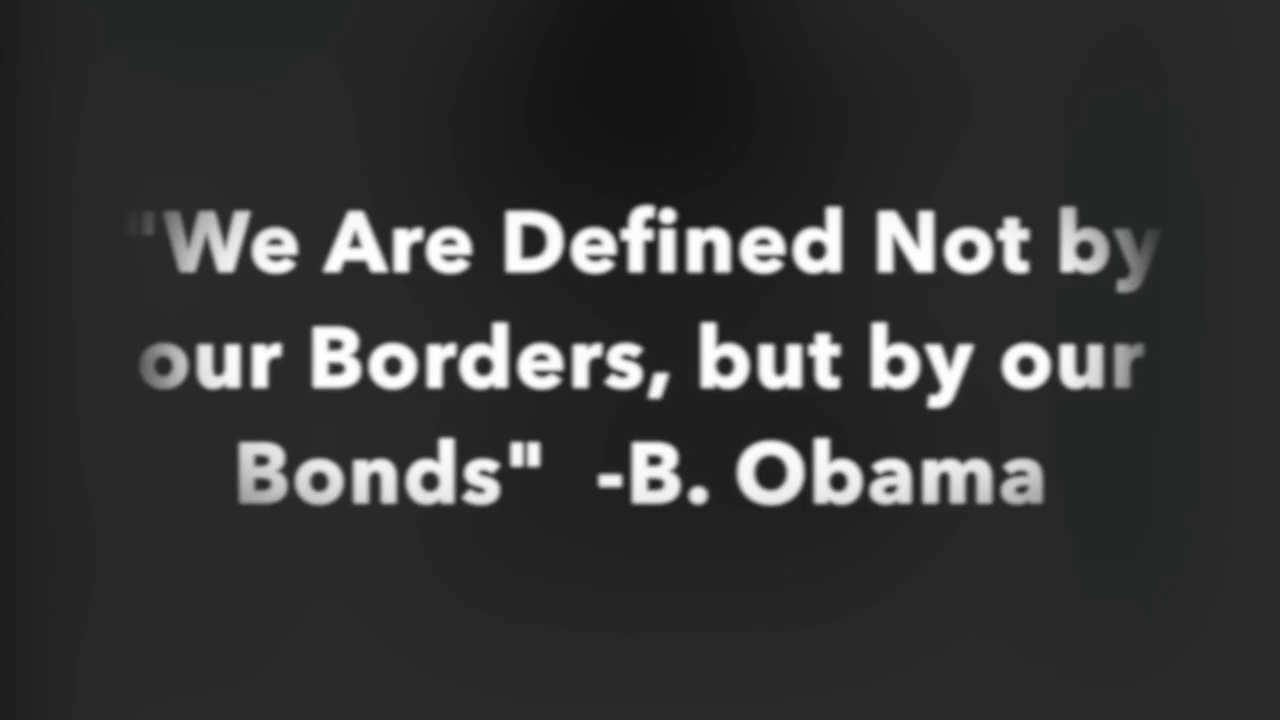 "We Are Defined Not by
our Borders, but by our
Bonds"  -B. Obama